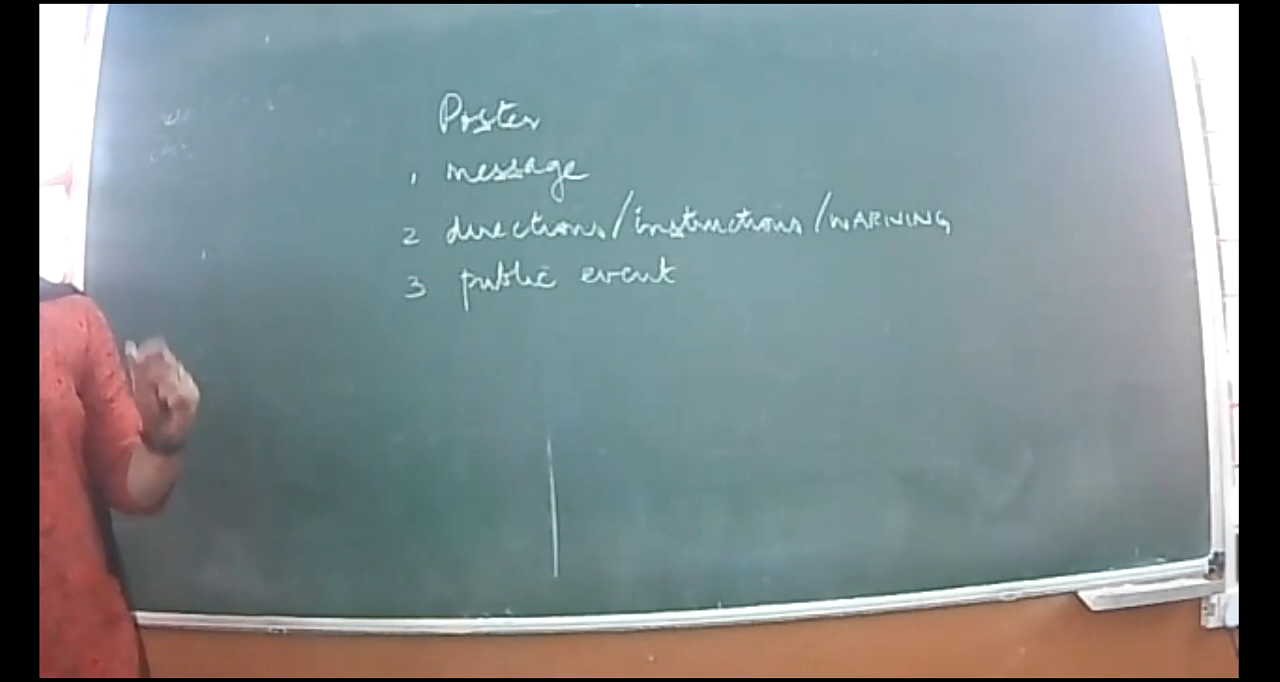 Poster
1 message
2 directions/instructions/WARNING
3 public event